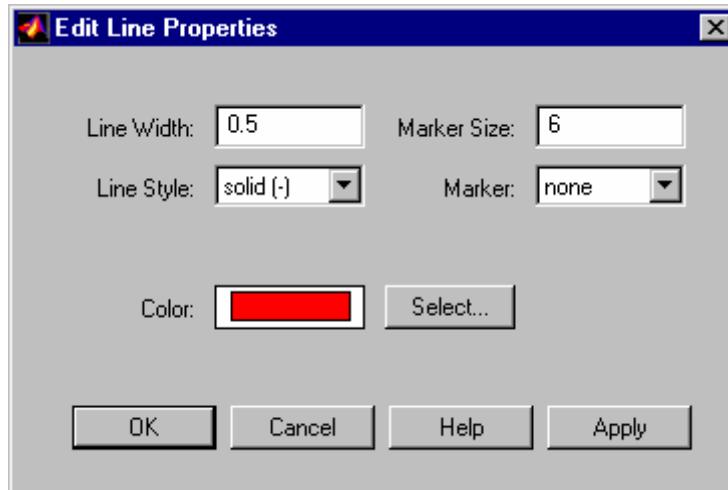 Edit Line Properties
Line Width: 0.5 Marker Size: 6
Line Style: solid (-) Marker: none
Color: Select...
OK Cancel Help Apply